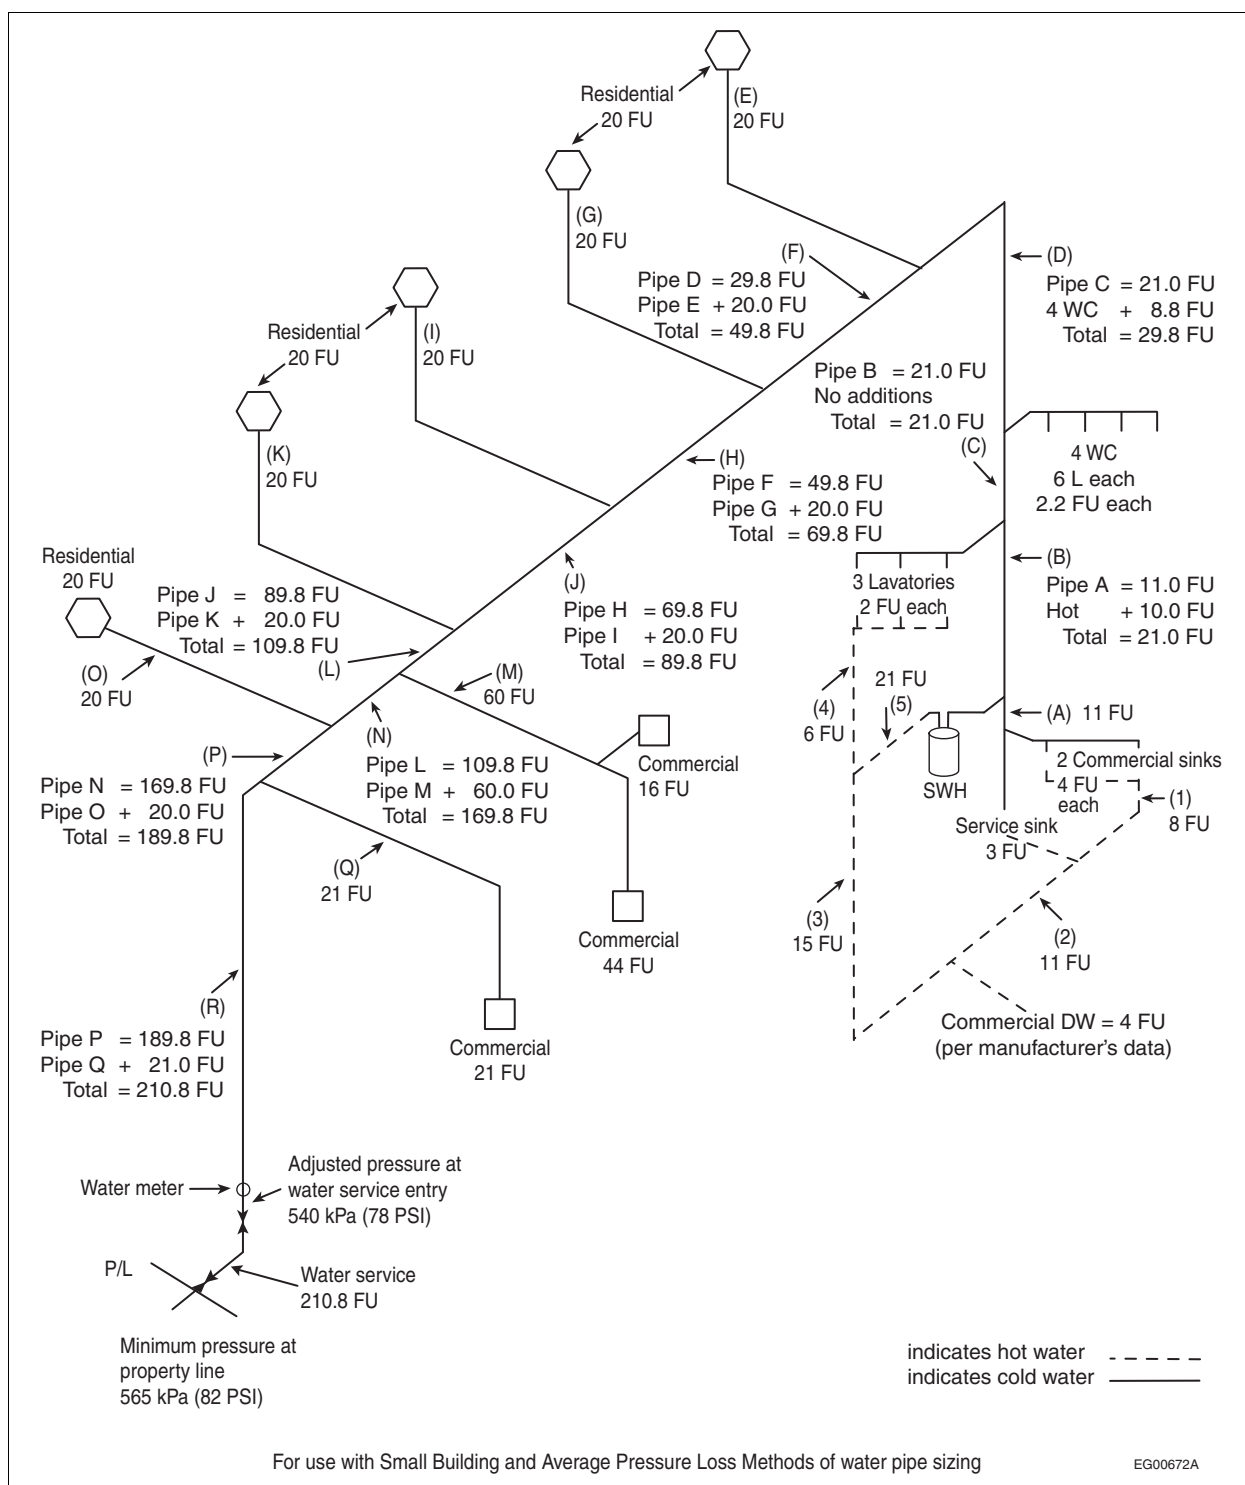 Residential
20 FU
(E)
20 FU
(G)
20 FU
(F)
Pipe D = 29.8 FU
Pipe E + 20.0 FU
Total = 49.8 FU
(D)
Pipe C = 21.0 FU
4 WC + 8.8 FU
Total = 29.8 FU
Residential
20 FU
(I)
20 FU
Pipe B = 21.0 FU
No additions
Total = 21.0 FU
(C)
4 WC
6 L each
2.2 FU each
(K)
20 FU
(H)
Pipe F = 49.8 FU
Pipe G + 20.0 FU
Total = 69.8 FU
Residential
20 FU
Pipe J = 89.8 FU
Pipe K + 20.0 FU
Total = 109.8 FU
(L)
(J)
Pipe H = 69.8 FU
Pipe I + 20.0 FU
Total = 89.8 FU
3 Lavatories
2 FU each
(B)
Pipe A = 11.0 FU
Hot + 10.0 FU
Total = 21.0 FU
(O)
20 FU
(M)
60 FU
21 FU
(5)
(4)
6 FU
(A) 11 FU
(P)
Pipe N = 169.8 FU
Pipe O + 20.0 FU
Total = 189.8 FU
(N)
Pipe L = 109.8 FU
Pipe M + 60.0 FU
Total = 169.8 FU
Commercial
16 FU
SWH
2 Commercial sinks
4 FU
each
(1)
8 FU
Service sink
3 FU
(Q)
21 FU
Commercial
44 FU
(3)
15 FU
(2)
11 FU
(R)
Pipe P = 189.8 FU
Pipe Q + 21.0 FU
Total = 210.8 FU
Commercial
21 FU
Commercial DW = 4 FU
(per manufacturer's data)
Water meter
Adjusted pressure at
water service entry
540 kPa (78 PSI)
P/L
Water service
210.8 FU
Minimum pressure at
property line
565 kPa (82 PSI)
indicates hot water
indicates cold water
For use with Small Building and Average Pressure Loss Methods of water pipe sizing
EG00672A